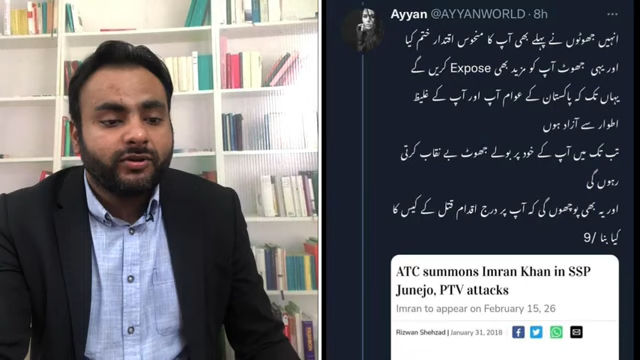 Ayyan @AYYANWORLD · 8h ...
انہیں جھوٹوں نے پہلے بھی آپ کا منحوس اقتدار ختم کیا
اور یہی جھوٹ آپ کو مزید بھی Expose کریں گے
یہاں تک کہ پاکستان کے عوام آپ اور آپ کے غلیظ
اطوار سے آزاد ہوں
تب تک میں آپ کے خود پر بولے جھوٹ بے نقاب کرتی
رہوں گی
اور یہ بھی پوچھوں گی کہ آپ پر درج اقدام قتل کے کیس کا
کیا بنا /9
ATC summons Imran Khan in SSP
Junejo, PTV attacks
Imran to appear on February 15, 26
Rizwan Shehzad | January 31, 2018